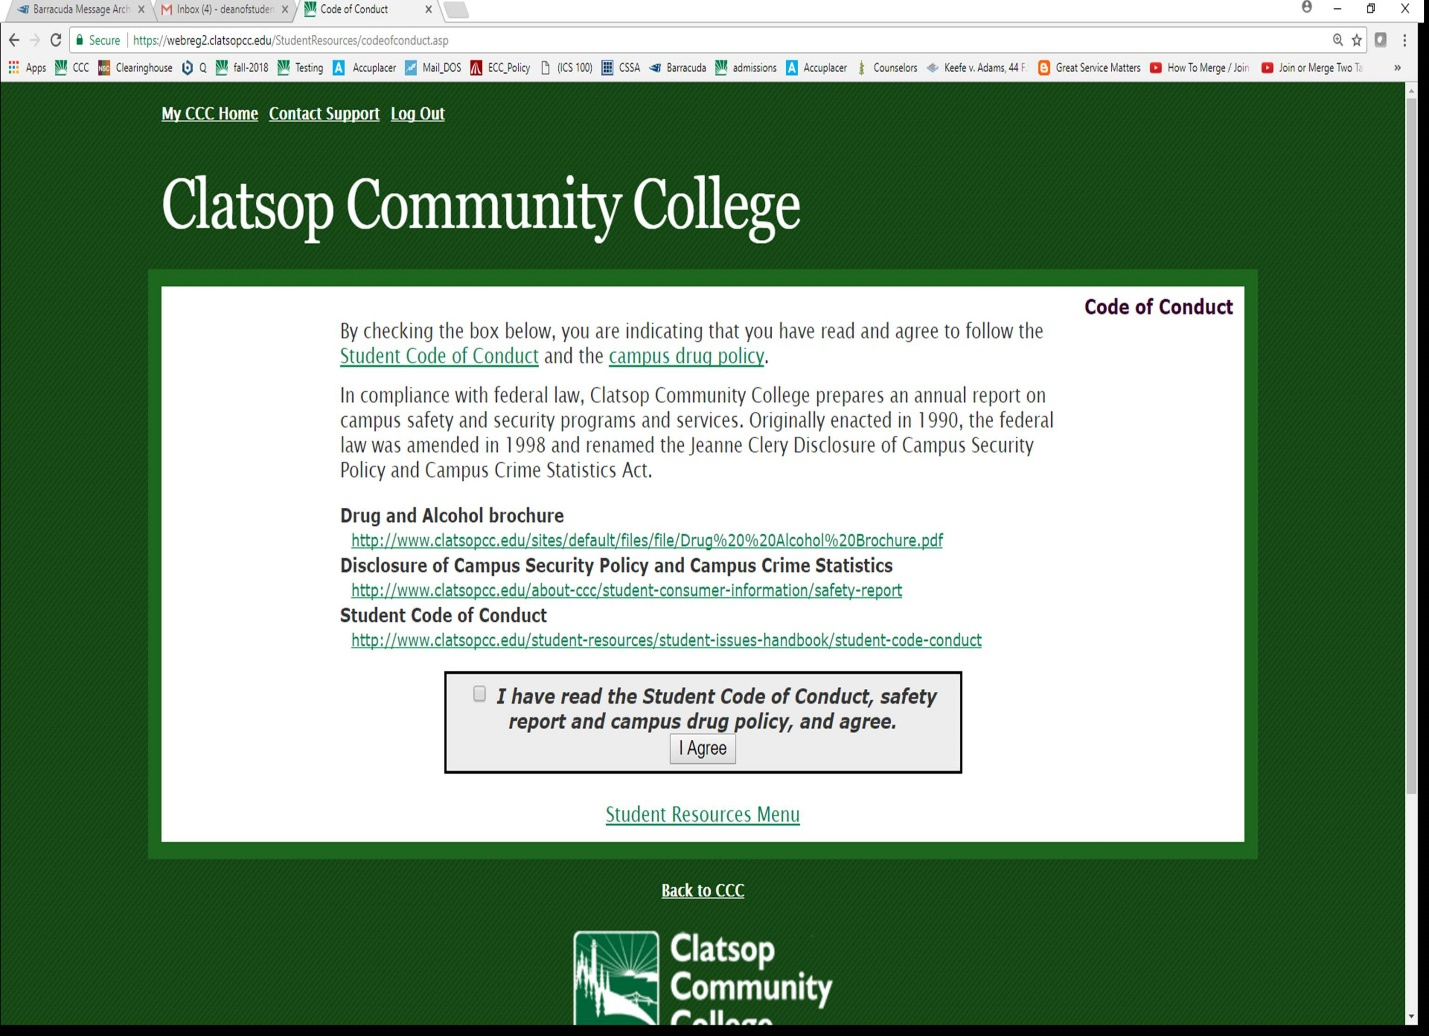 Barracuda Message Arch
Inbox (4) - deanofstuden
Code of Conduct
Secure https://webreg2.clatsopcc.edu/StudentResources/codeofconduct.asp
Apps CCC Clearinghouse Q fall-2018 Testing Accuplacer Mail_DOS ECC_Policy (ICS 100) CSSA Barracuda admissions Accuplacer Counselors Keefe v. Adams, 44 F. Great Service Matters How To Merge / Join Join or Merge Two Ta »
My CCC Home Contact Support Log Out
Clatsop Community College
Code of Conduct
By checking the box below, you are indicating that you have read and agree to follow the
Student Code of Conduct and the campus drug policy.
In compliance with federal law, Clatsop Community College prepares an annual report on
campus safety and security programs and services. Originally enacted in 1990, the federal
law was amended in 1998 and renamed the Jeanne Clery Disclosure of Campus Security
Policy and Campus Crime Statistics Act.
Drug and Alcohol brochure
http://www.clatsopcc.edu/sites/default/files/file/Drug%20%20Alcohol%20Brochure.pdf
Disclosure of Campus Security Policy and Campus Crime Statistics
http://www.clatsopcc.edu/about-ccc/student-consumer-information/safety-report
Student Code of Conduct
http://www.clatsopcc.edu/student-resources/student-issues-handbook/student-code-conduct
I have read the Student Code of Conduct, safety
report and campus drug policy, and agree.
I Agree
Student Resources Menu
Back to CCC
Clatsop
Community
College